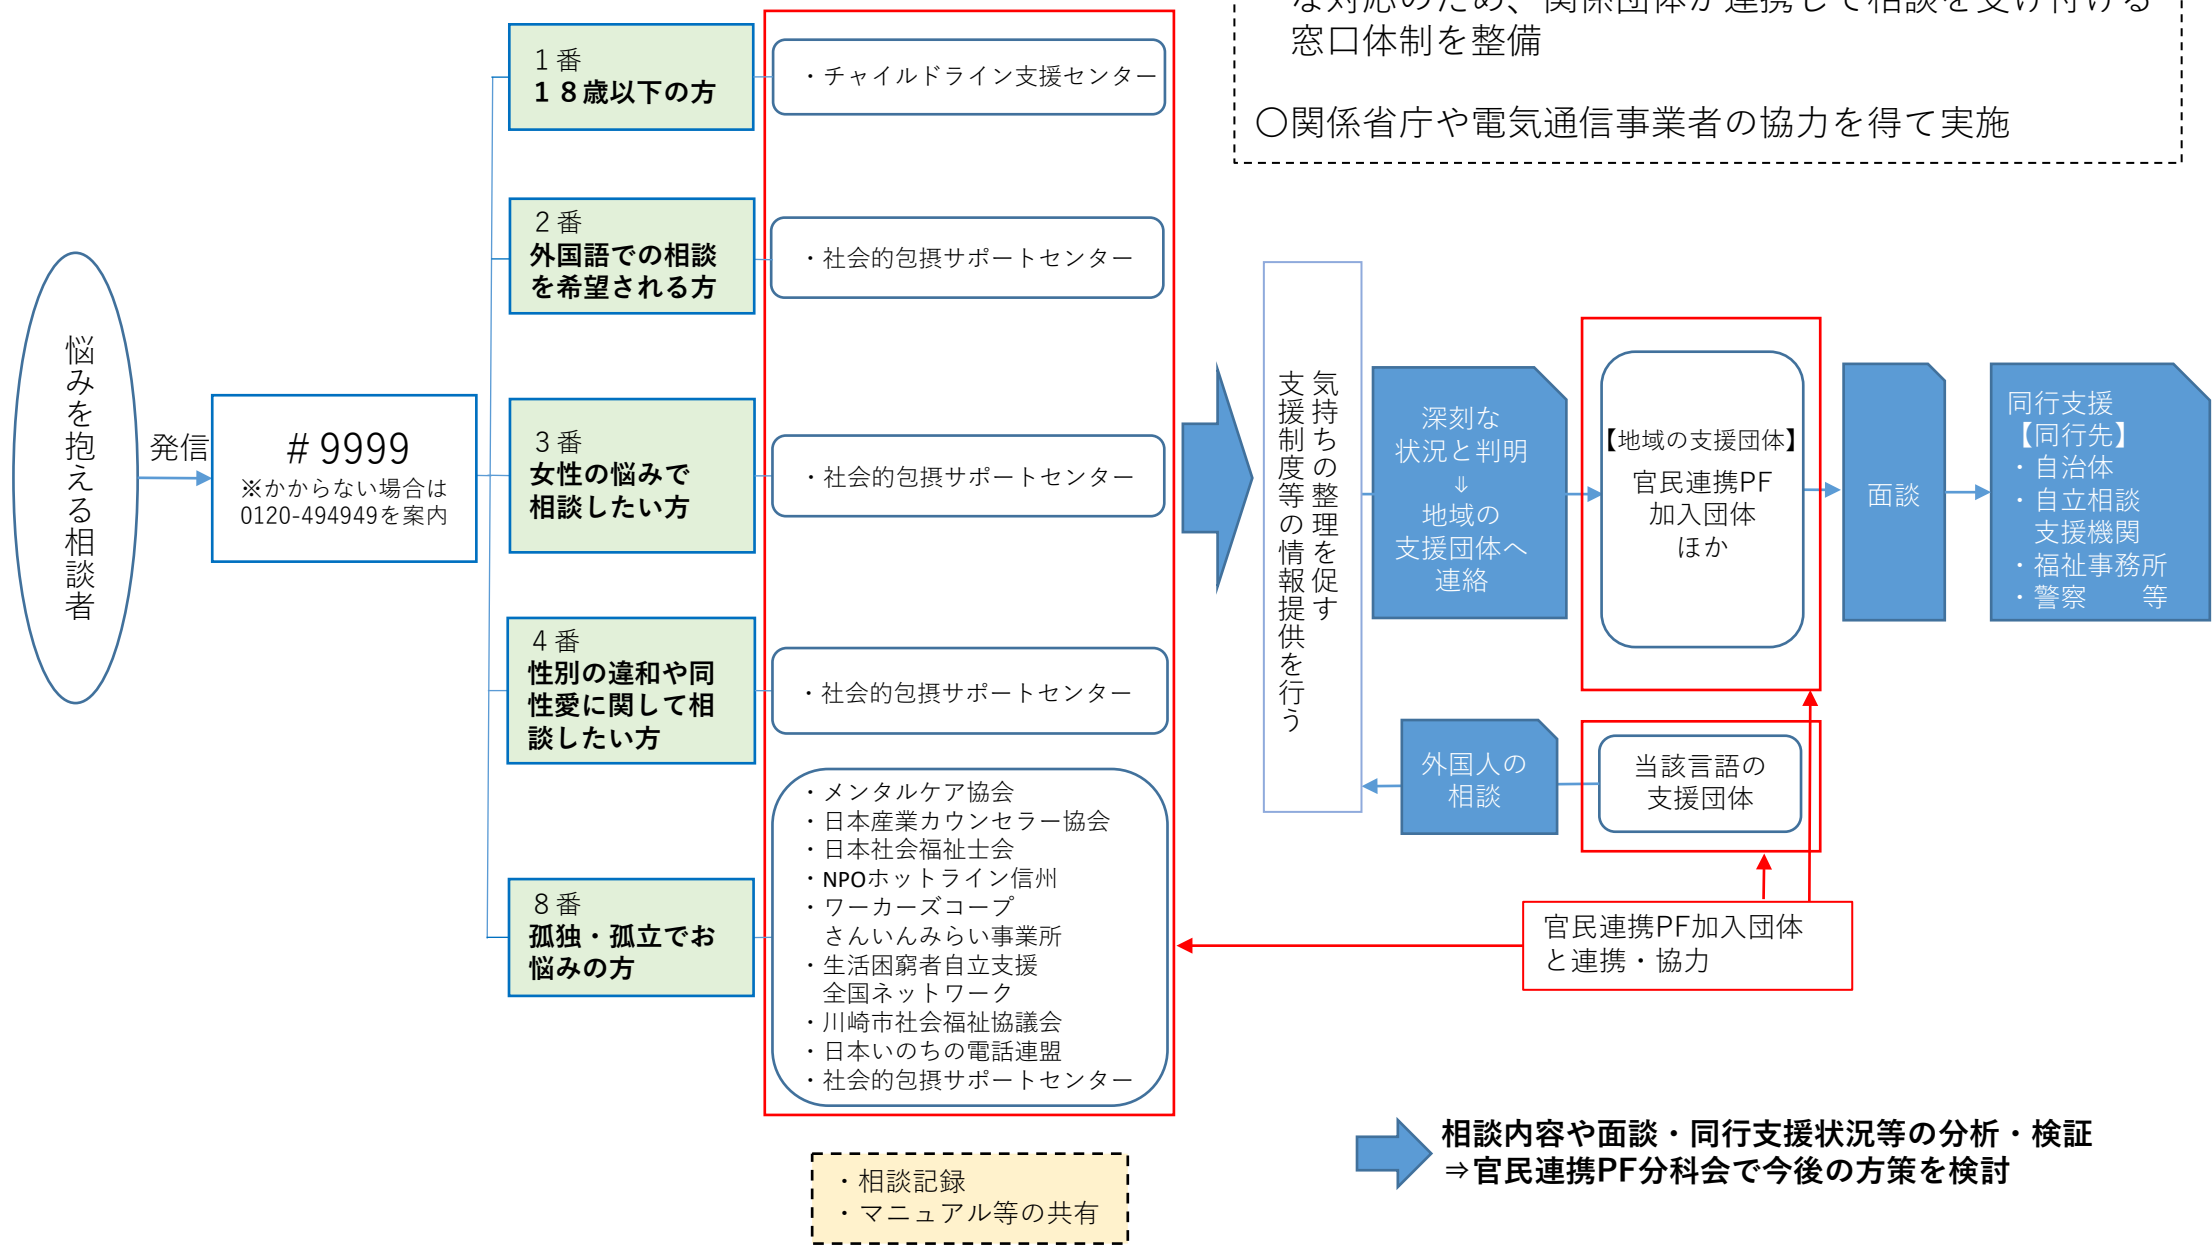 な対応のため、関係団体が連携して相談を受け付ける
窓口体制を整備
〇関係省庁や電気通信事業者の協力を得て実施
悩みを抱える相談者
発信
＃9999
※かからない場合は
0120-494949を案内
１番
１８歳以下の方
・チャイルドライン支援センター
２番
外国語での相談
を希望される方
・社会的包摂サポートセンター
３番
女性の悩みで
相談したい方
・社会的包摂サポートセンター
４番
性別の違和や同
性愛に関して相
談したい方
・社会的包摂サポートセンター
８番
孤独・孤立でお
悩みの方
・メンタルケア協会
・日本産業カウンセラー協会
・日本社会福祉士会
・NPOホットライン信州
・ワーカーズコープ
さんいんみらい事業所
・生活困窮者自立支援
全国ネットワーク
・川崎市社会福祉協議会
・日本いのちの電話連盟
・社会的包摂サポートセンター
気持ちの整理を促す
支援制度等の情報提供を行う
深刻な
状況と判明
⇓
地域の
支援団体へ
連絡
【地域の支援団体】
官民連携PF
加入団体
ほか
面談
同行支援
【同行先】
・自治体
・自立相談
支援機関
・福祉事務所
・警察　　等
外国人の
相談
当該言語の
支援団体
官民連携PF加入団体
と連携・協力
相談内容や面談・同行支援状況等の分析・検証
⇒官民連携PF分科会で今後の方策を検討
・相談記録
・マニュアル等の共有